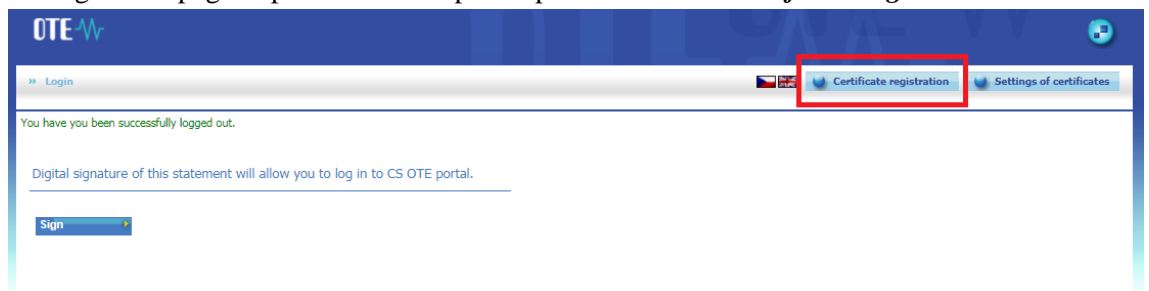 OTE
» Login
Certificate registration
Settings of certificates
You have you been successfully logged out.
Digital signature of this statement will allow you to log in to CS OTE portal.
Sign